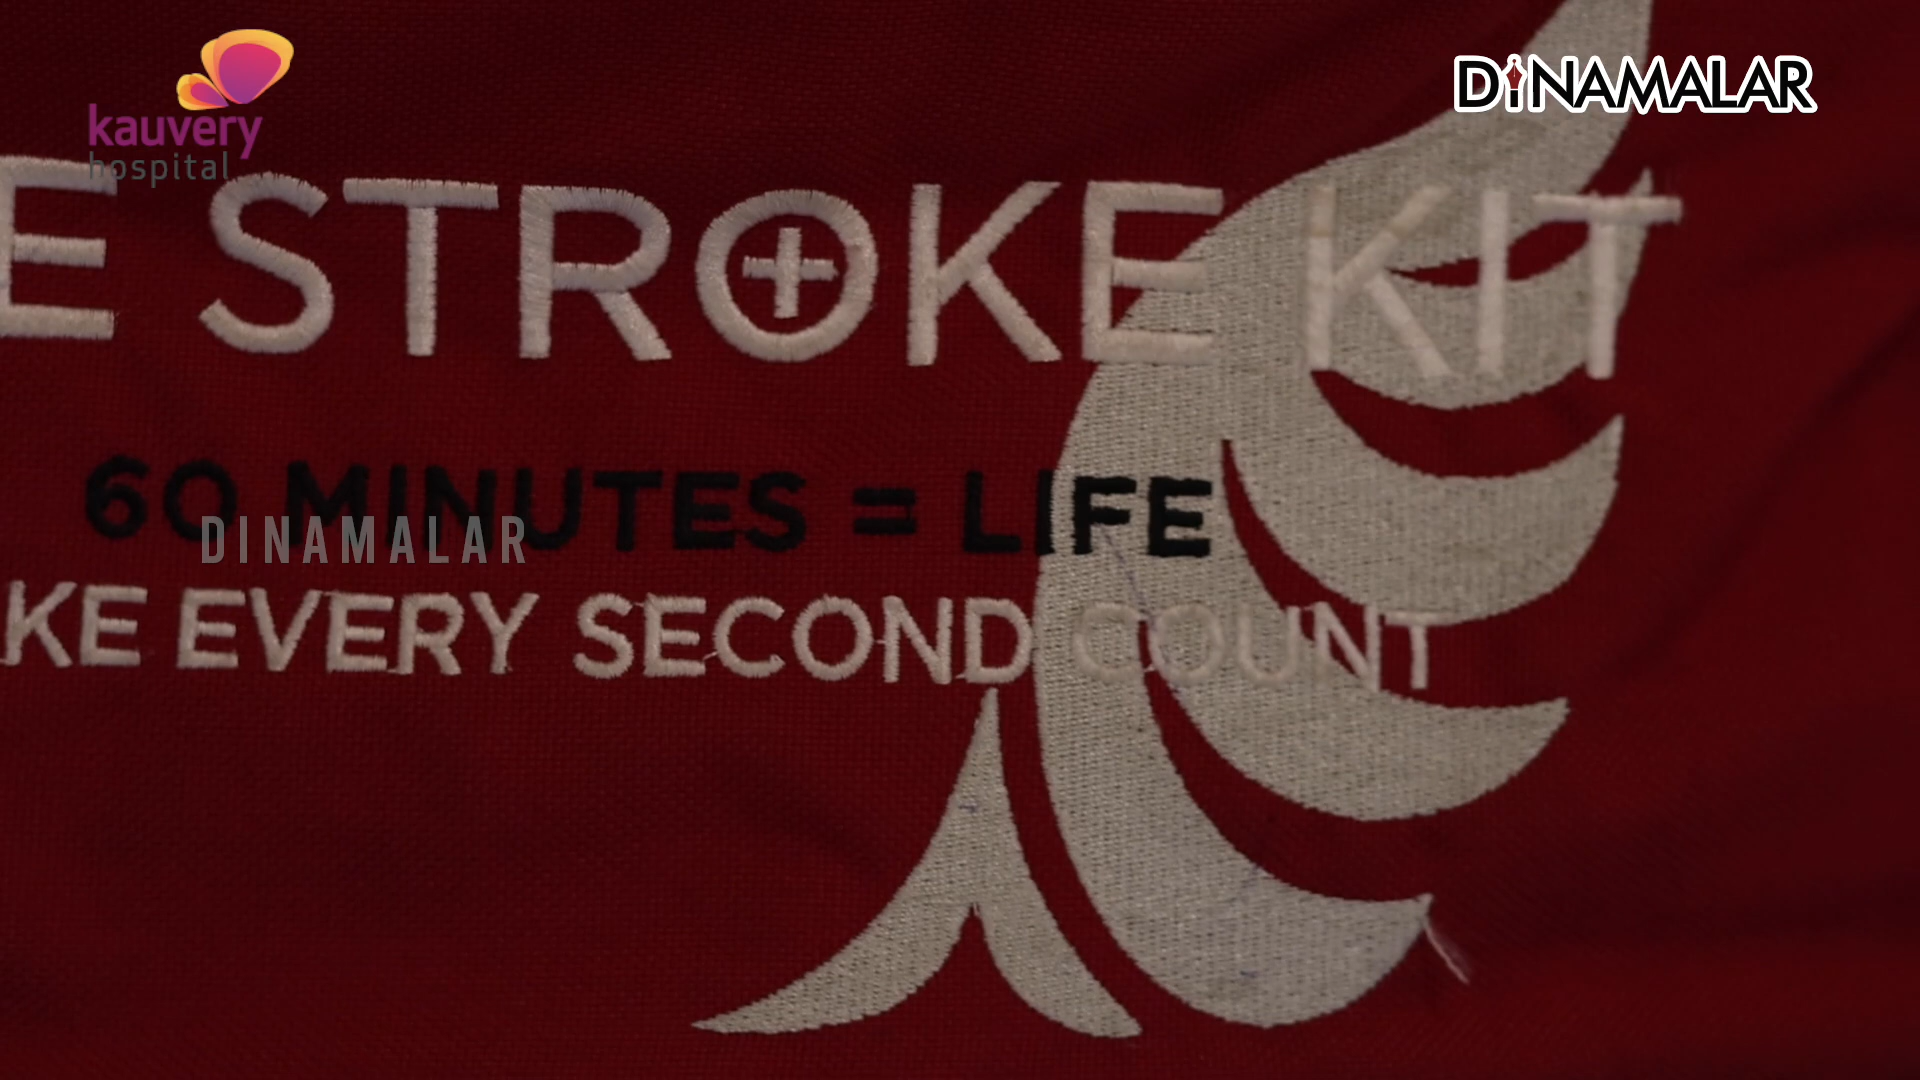 kauvery
hospital
DINAMALAR
E STROKE KIT
60 MINUTES = LIFE
DINAMALAR
KE EVERY SECOND COUNT